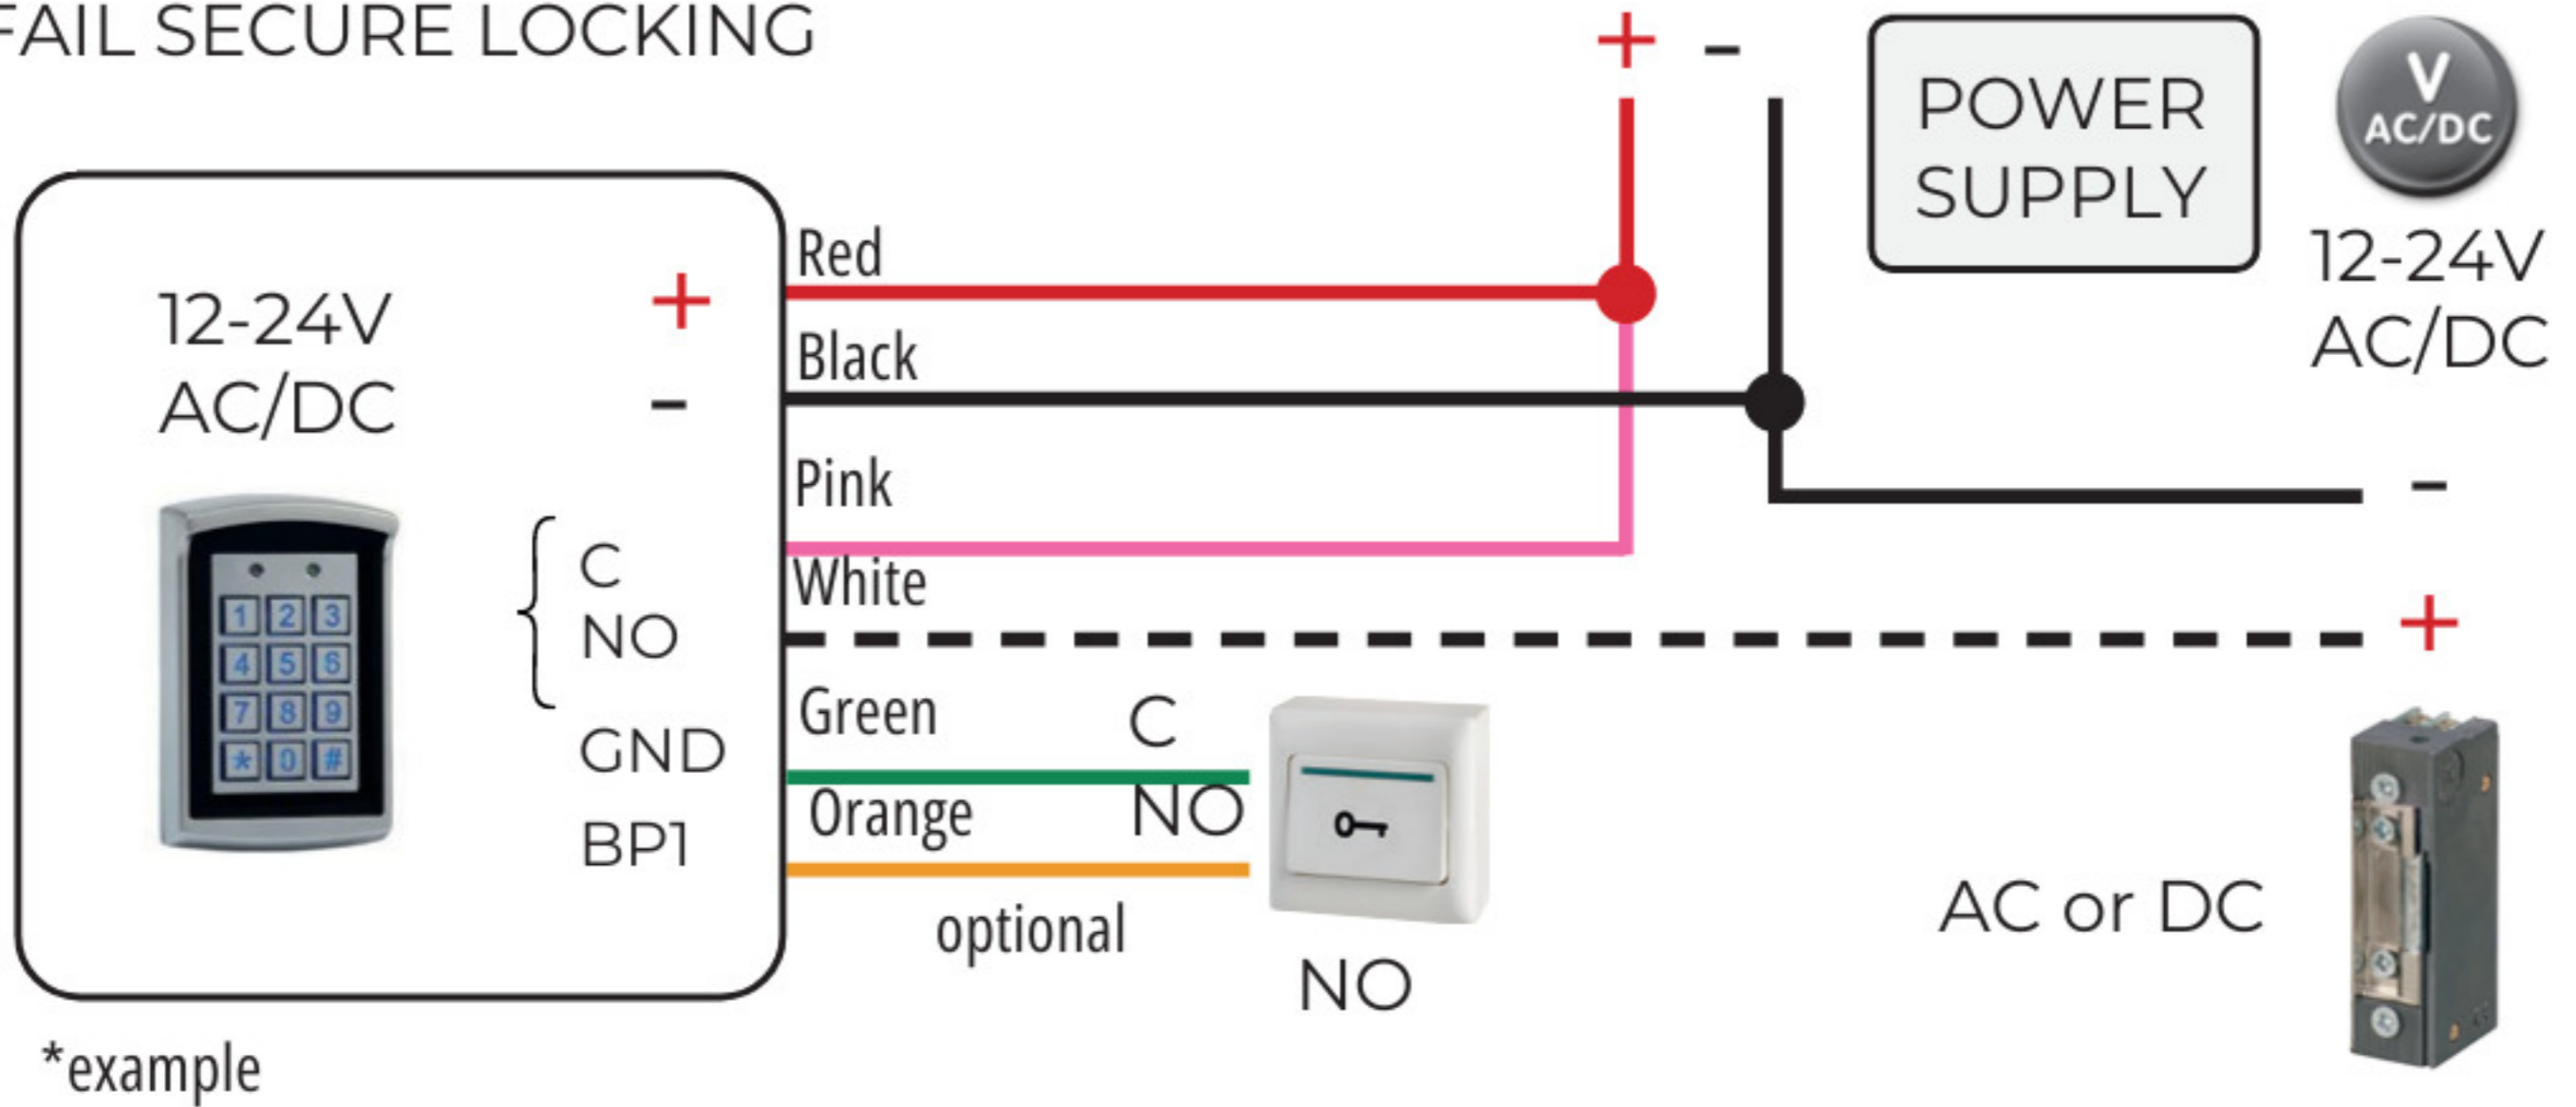 FAIL SECURE LOCKING
+ -
POWER
SUPPLY
V
AC/DC
12-24V
AC/DC
12-24V
AC/DC
+
-
Red
Black
Pink
White
Green
Orange
optional
C
NO
GND
BP1
C
NO
NO
-
+
AC or DC
1 2 3
4 5 6
7 8 9
* 0 #
*example